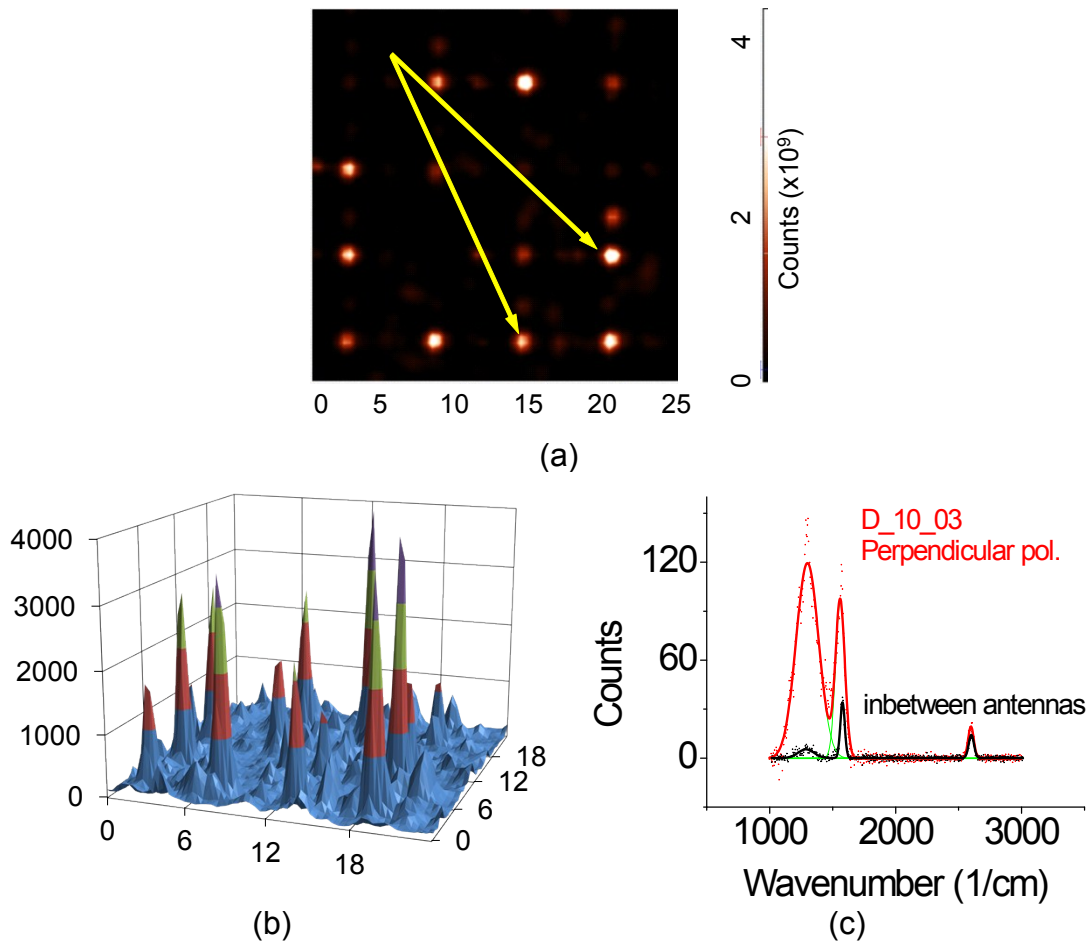 4
2
0
Counts (x10⁹)
0 5 10 15 20 25
(a)
4000
3000
2000
1000
0
0 6 12 18
0 6 12 18
(b)
D_10_03
Perpendicular pol.
inbetween antennas
120
60
0
Counts
1000 2000 3000
Wavenumber (1/cm)
(c)